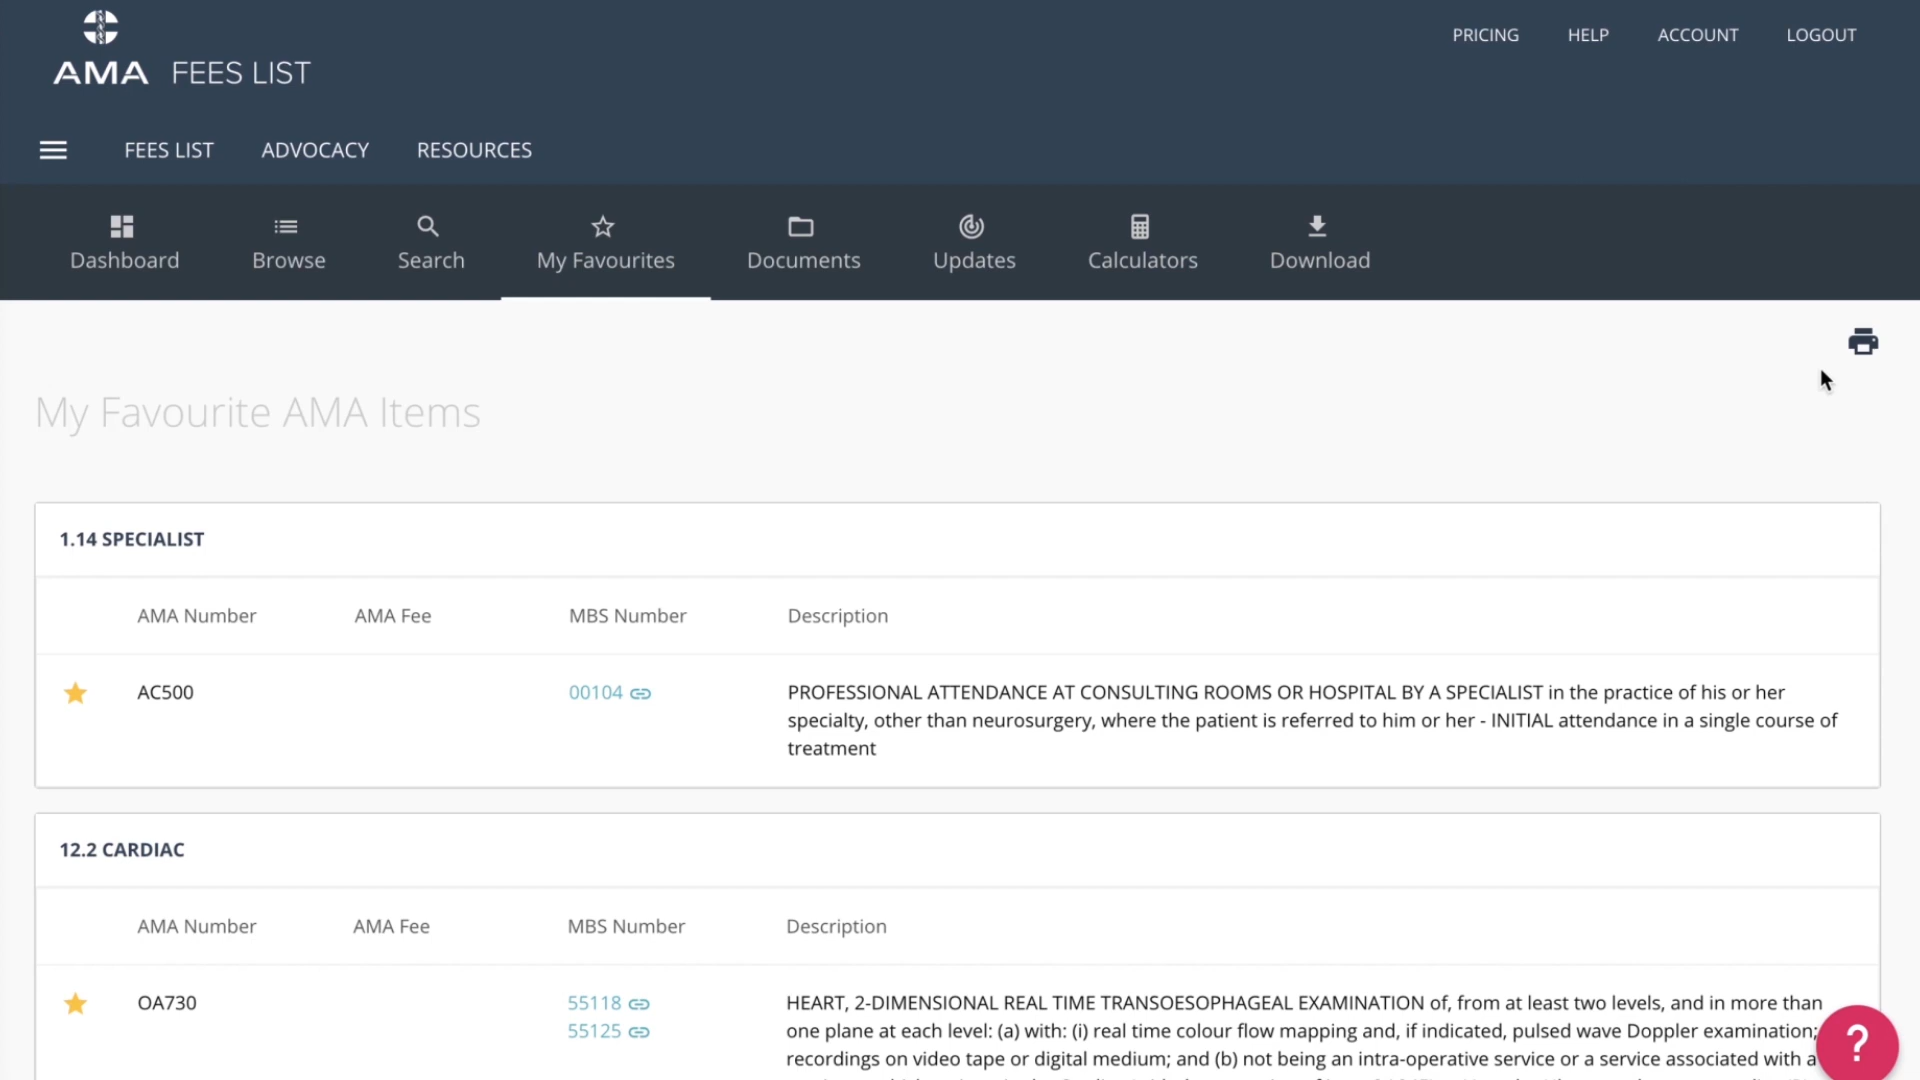 AMA FEES LIST
PRICING HELP ACCOUNT LOGOUT
FEES LIST ADVOCACY RESOURCES
Dashboard Browse Search My Favourites Documents Updates Calculators Download
My Favourite AMA Items
1.14 SPECIALIST
AMA Number AMA Fee MBS Number Description
AC500 00104 PROFESSIONAL ATTENDANCE AT CONSULTING ROOMS OR HOSPITAL BY A SPECIALIST in the practice of his or her
specialty, other than neurosurgery, where the patient is referred to him or her - INITIAL attendance in a single course of
treatment
12.2 CARDIAC
AMA Number AMA Fee MBS Number Description
OA730 55118 HEART, 2-DIMENSIONAL REAL TIME TRANSOESOPHAGEAL EXAMINATION of, from at least two levels, and in more than
55125 one plane at each level: (a) with: (i) real time colour flow mapping and, if indicated, pulsed wave Doppler examination;
recordings on video tape or digital medium; and (b) not being an intra-operative service or a service associated with a
?